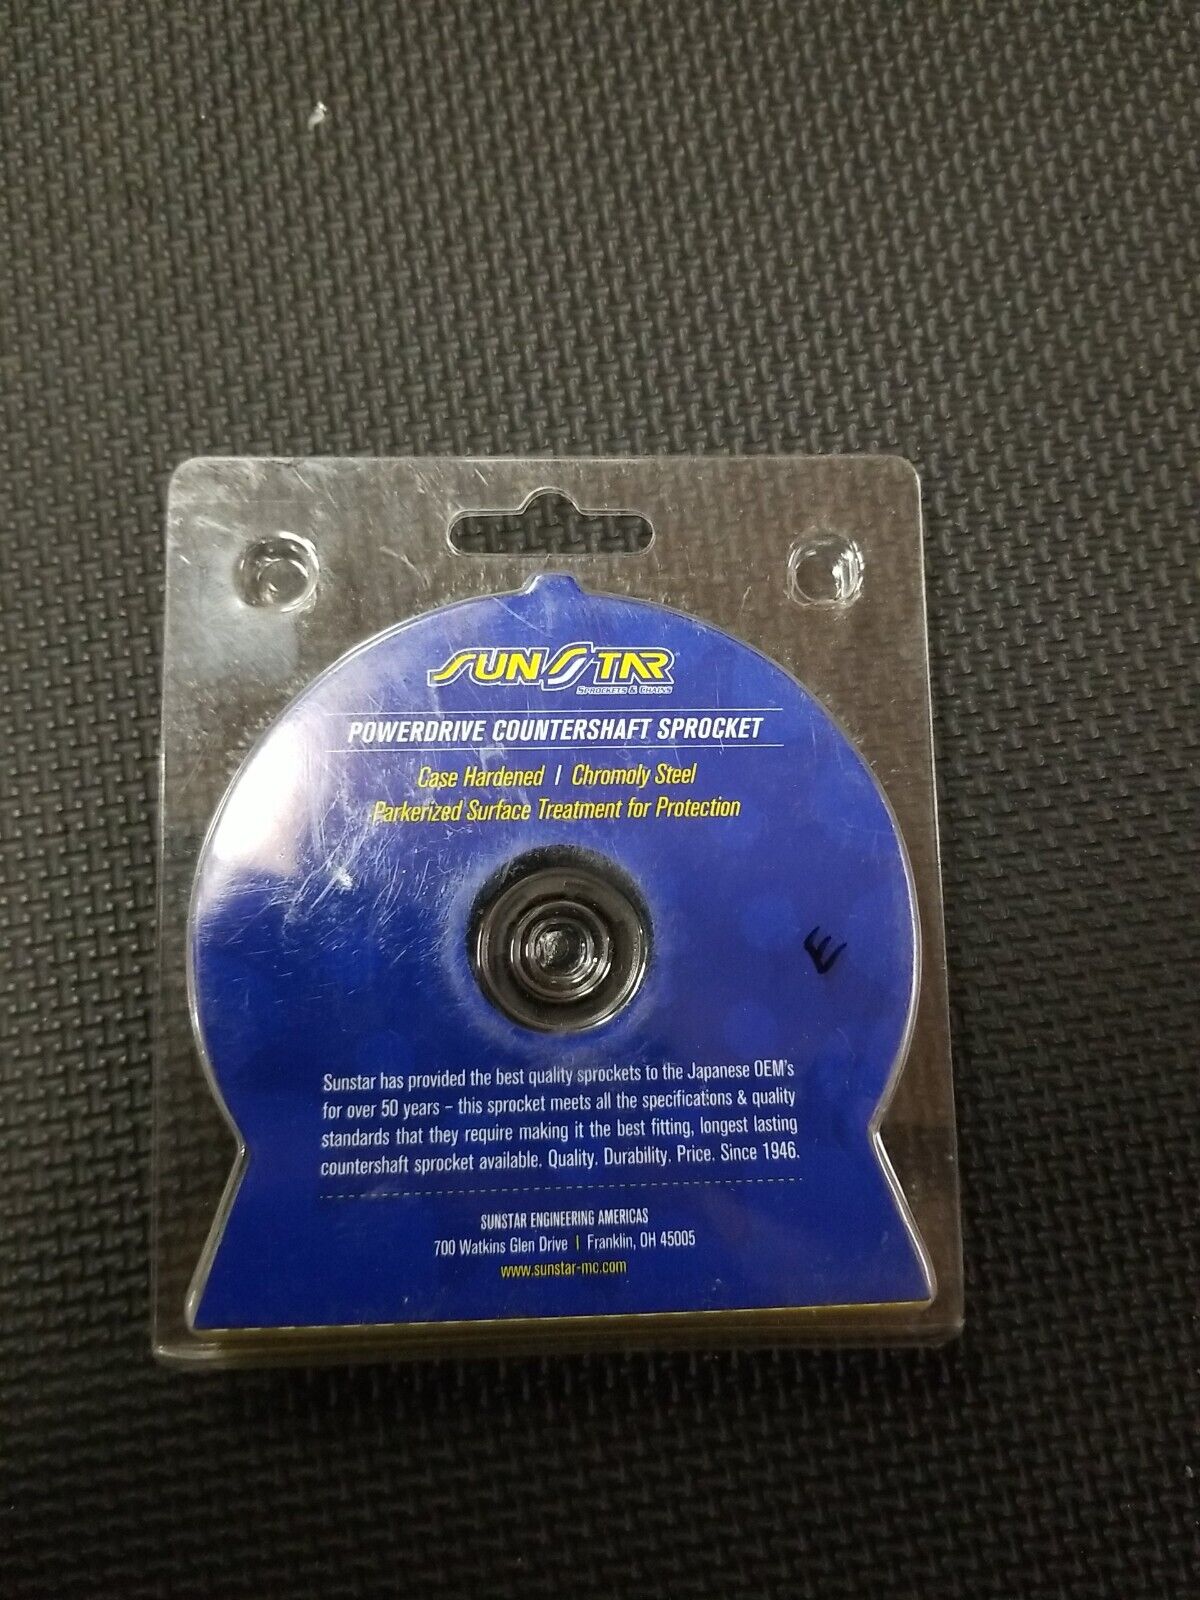 SUNSTAR
SPROCKETS & CHAINS
POWERDRIVE COUNTERSHAFT SPROCKET
Case Hardened | Chromoly Steel
Parkerized Surface Treatment for Protection
E
Sunstar has provided the best quality sprockets to the Japanese OEM's
for over 50 years – this sprocket meets all the specifications & quality
standards that they require making it the best fitting, longest lasting
countershaft sprocket available. Quality. Durability. Price. Since 1946.
SUNSTAR ENGINEERING AMERICAS
700 Watkins Glen Drive | Franklin, OH 45005
www.sunstar-mc.com